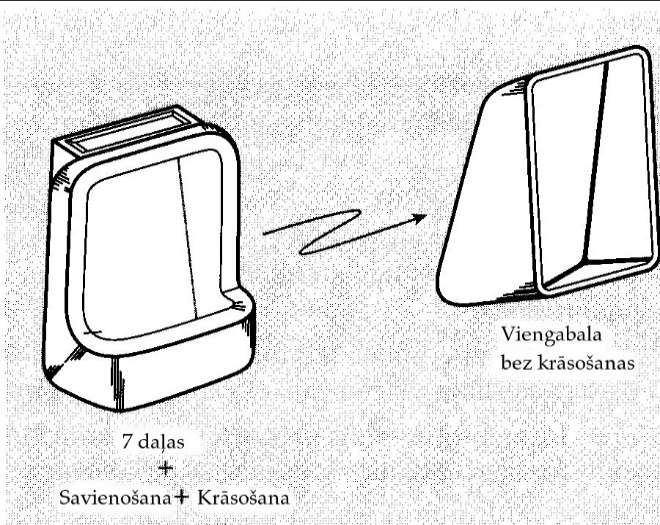 Viengabala
bez krāsošanas
7 daļas
+
Savienošana + Krāsošana